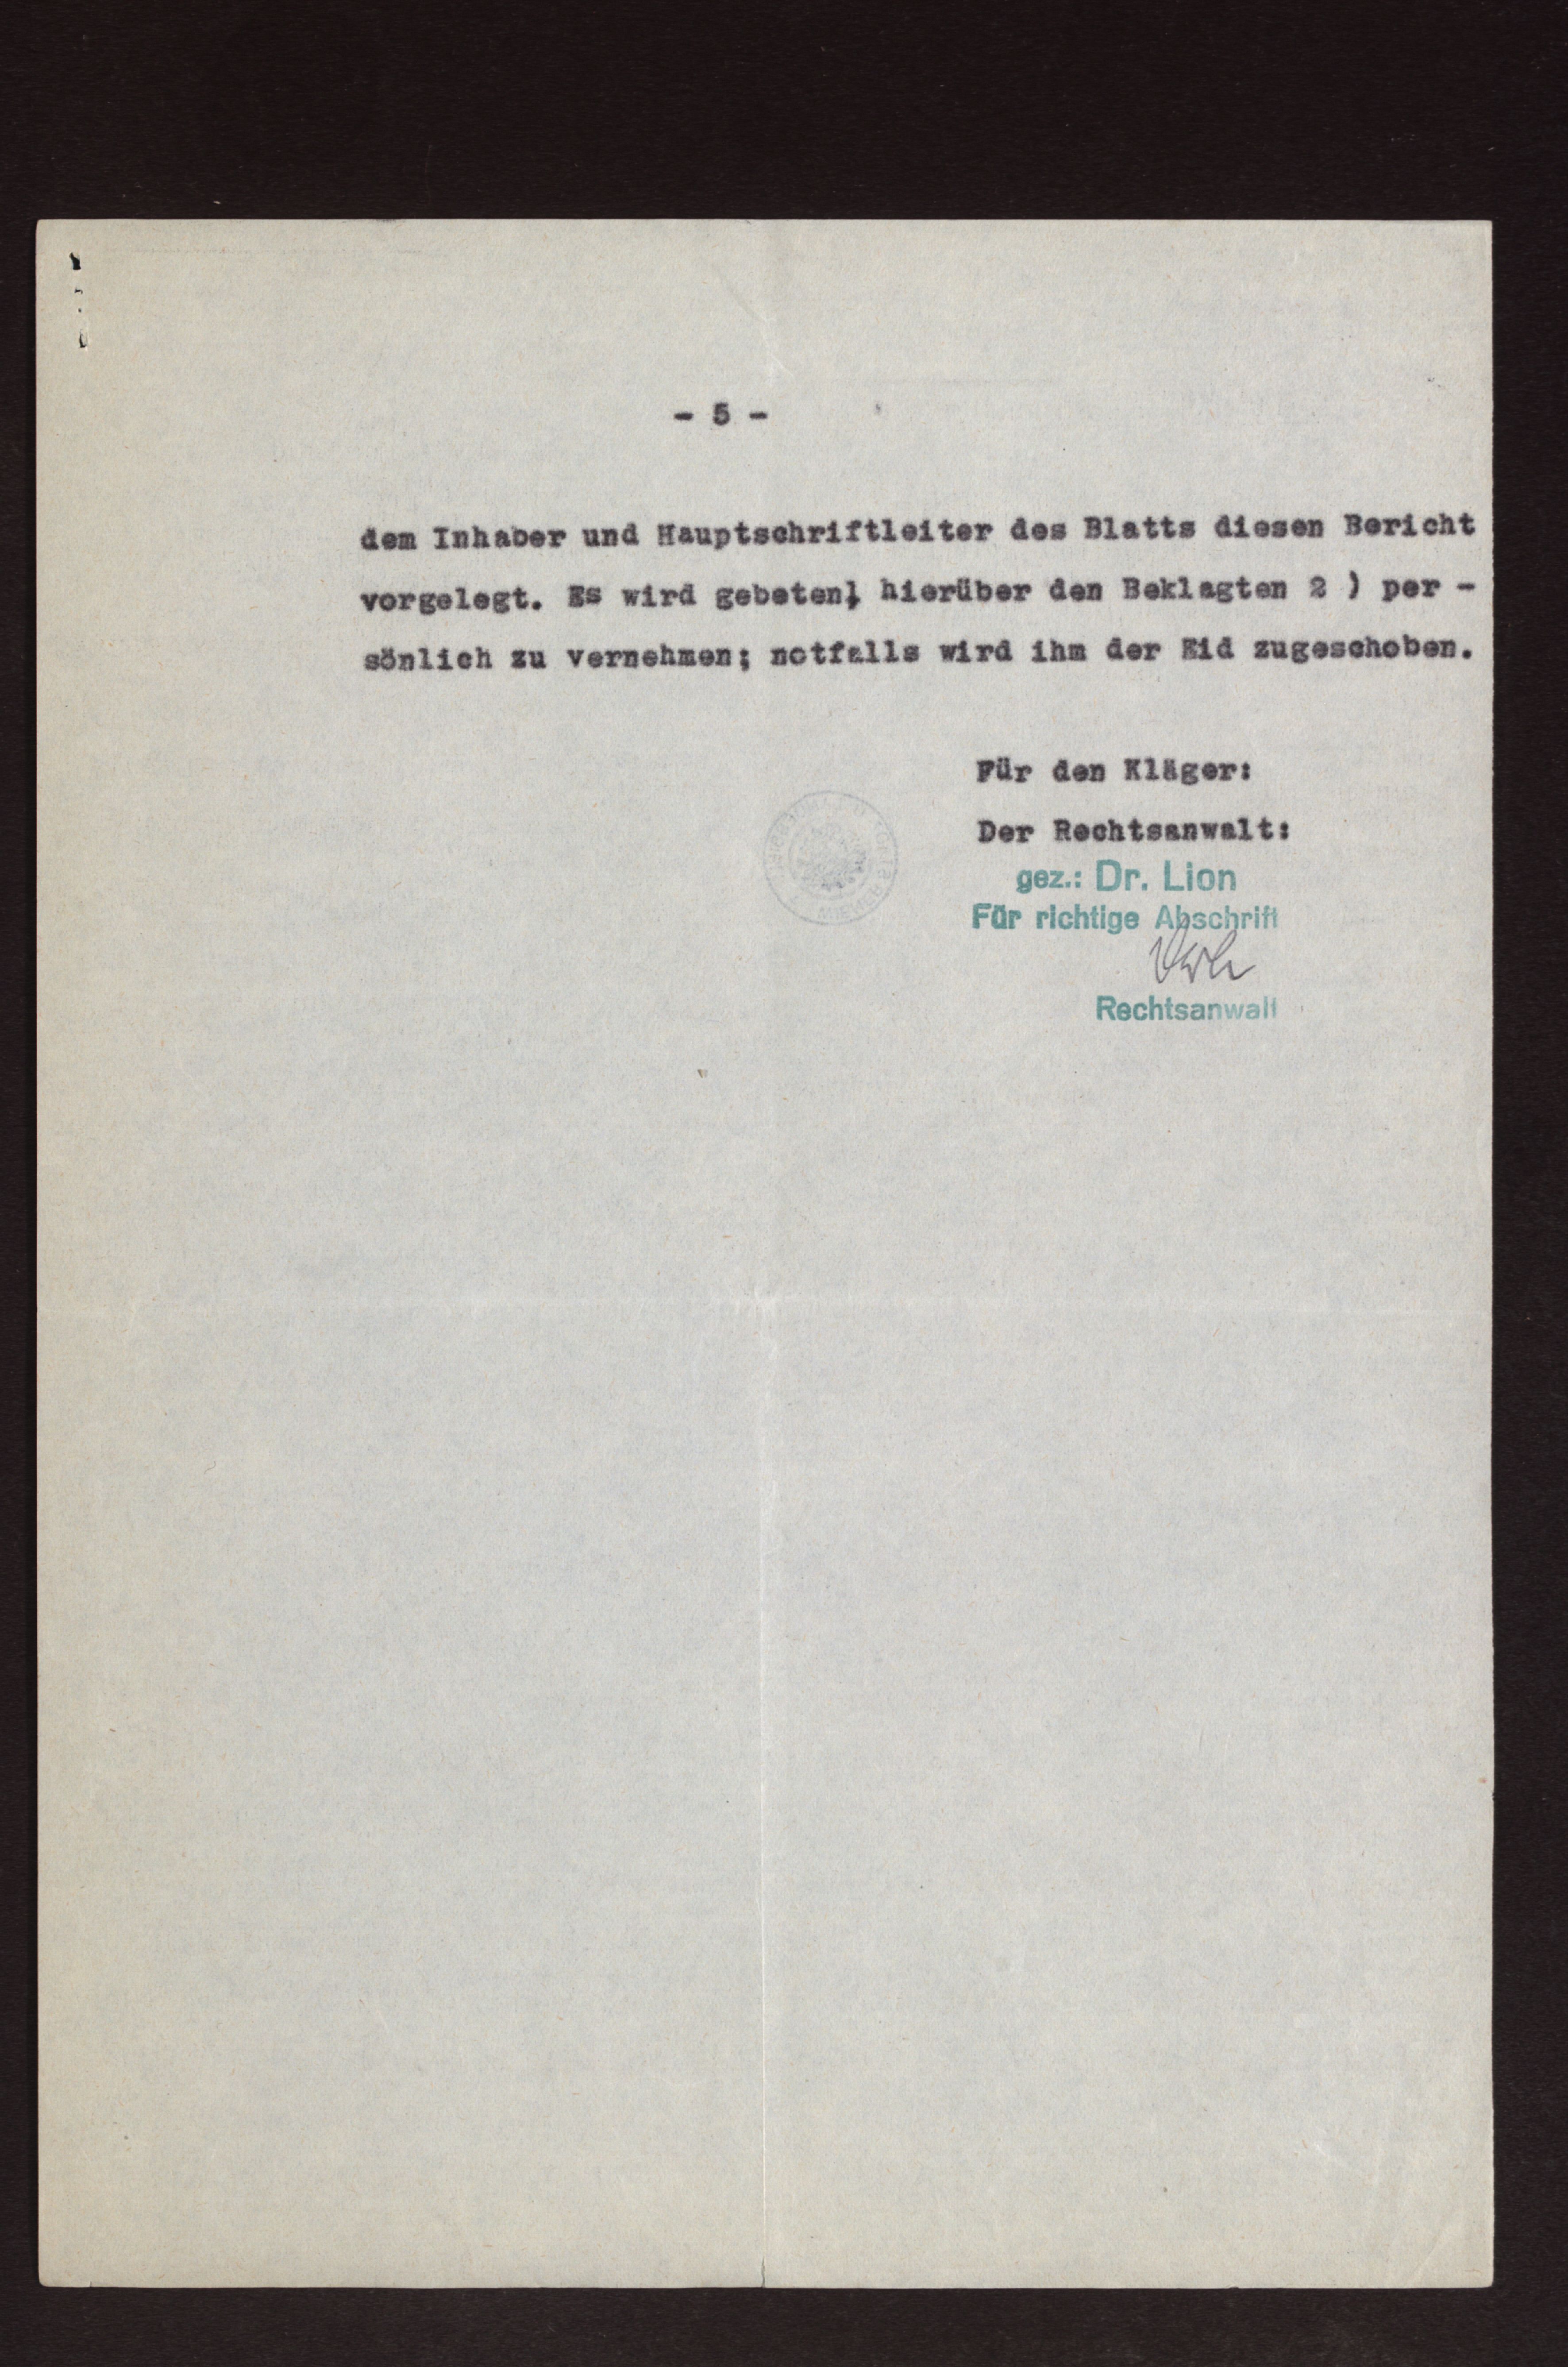 - 5 -
dem Inhaber und Hauptschriftleiter des Blatts diesen Bericht
vorgelegt. Es wird gebeten, hierüber den Beklagten 2 ) per -
sönlich zu vernehmen; notfalls wird ihm der Eid zugeschoben.
Für den Kläger:
Der Rechtsanwalt:
gez.: Dr. Lion
Für richtige Abschrift
Rechtsanwalt